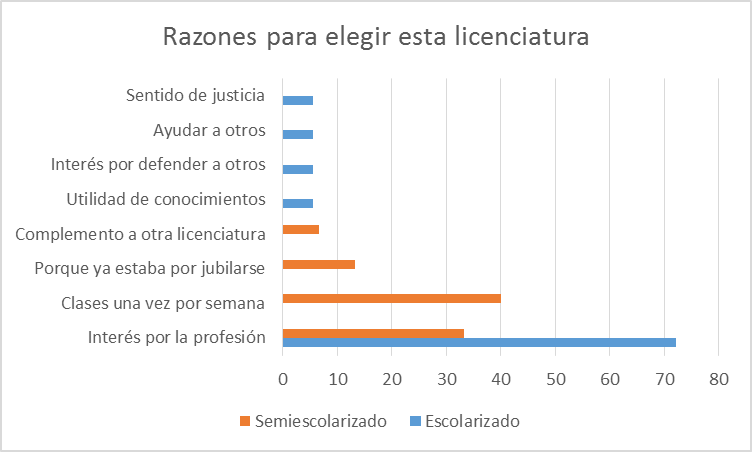 Razones para elegir esta licenciatura
Sentido de justicia
Ayudar a otros
Interés por defender a otros
Utilidad de conocimientos
Complemento a otra licenciatura
Porque ya estaba por jubilarse
Clases una vez por semana
Interés por la profesión
0 10 20 30 40 50 60 70 80
Semiescolarizado Escolarizado